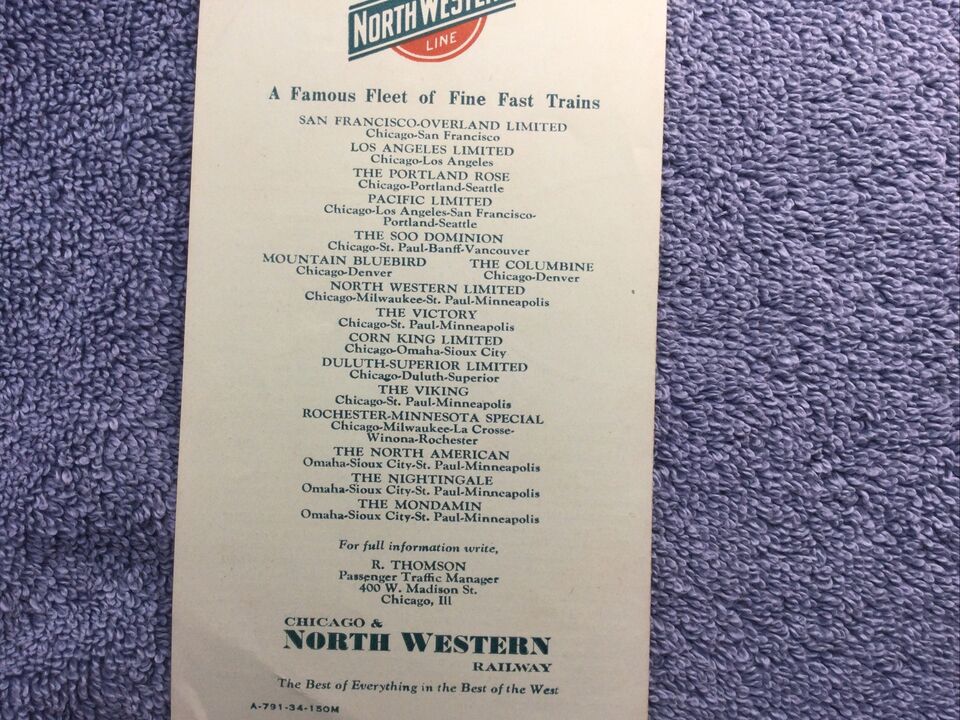 NORTH WESTERN
LINE
A Famous Fleet of Fine Fast Trains
SAN FRANCISCO-OVERLAND LIMITED
Chicago-San Francisco
LOS ANGELES LIMITED
Chicago-Los Angeles
THE PORTLAND ROSE
Chicago-Portland-Seattle
PACIFIC LIMITED
Chicago-Los Angeles-San Francisco-
Portland-Seattle
THE SOO DOMINION
Chicago-St. Paul-Banff-Vancouver
MOUNTAIN BLUEBIRD THE COLUMBINE
Chicago-Denver Chicago-Denver
NORTH WESTERN LIMITED
Chicago-Milwaukee-St. Paul-Minneapolis
THE VICTORY
Chicago-St. Paul-Minneapolis
CORN KING LIMITED
Chicago-Omaha-Sioux City
DULUTH-SUPERIOR LIMITED
Chicago-Duluth-Superior
THE VIKING
Chicago-St. Paul-Minneapolis
ROCHESTER-MINNESOTA SPECIAL
Chicago-Milwaukee-La Crosse-
Winona-Rochester
THE NORTH AMERICAN
Omaha-Sioux City-St. Paul-Minneapolis
THE NIGHTINGALE
Omaha-Sioux City-St. Paul-Minneapolis
THE MONDAMIN
Omaha-Sioux City-St. Paul-Minneapolis
For full information write,
R. THOMSON
Passenger Traffic Manager
400 W. Madison St.
Chicago, Ill
CHICAGO &
NORTH WESTERN
RAILWAY
The Best of Everything in the Best of the West
A-791-34-150M